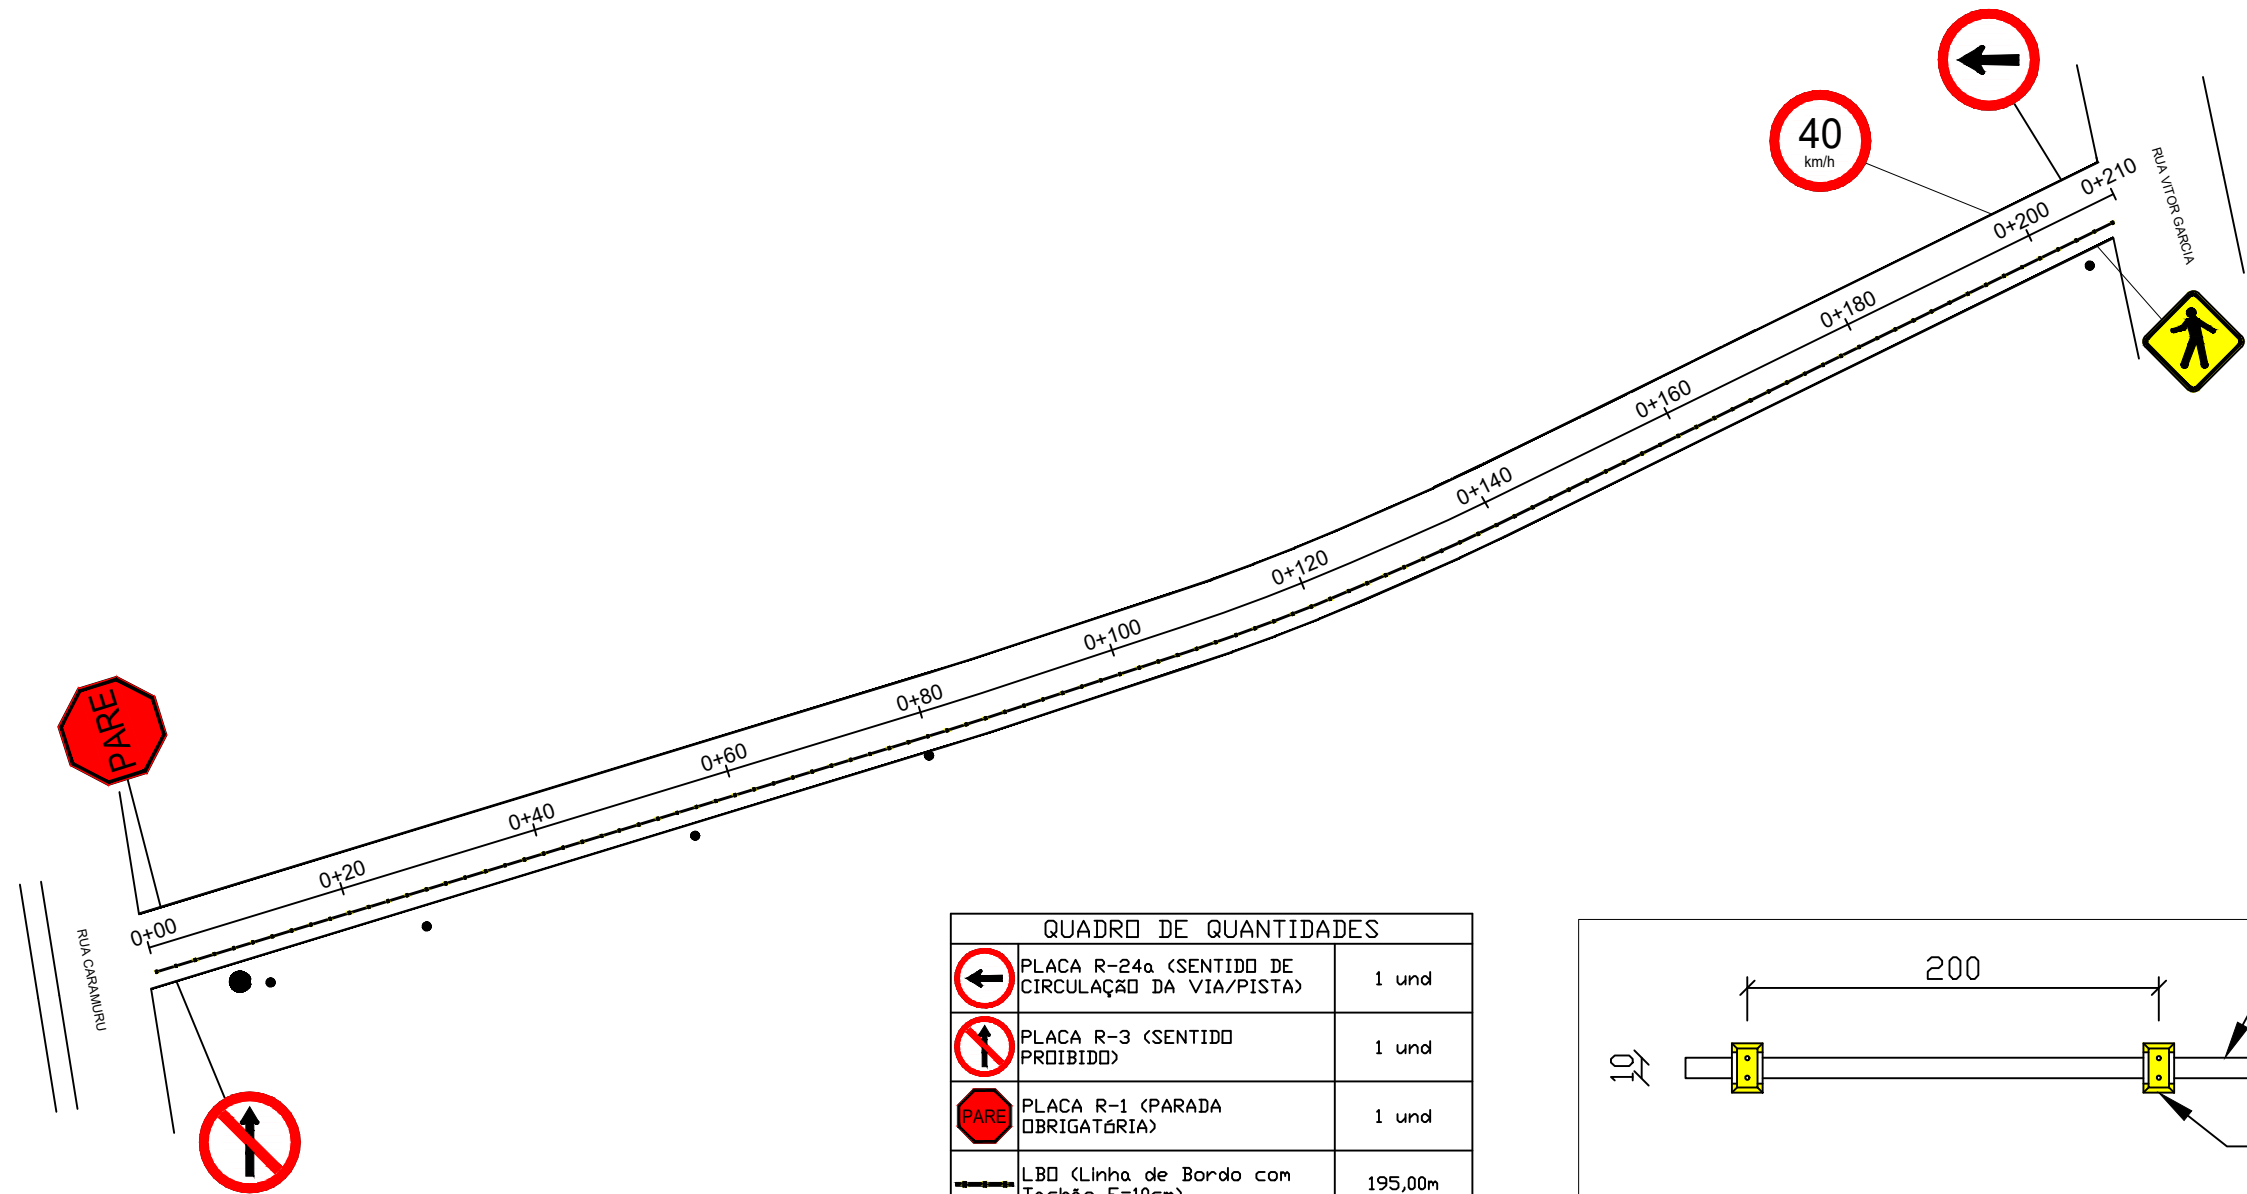 40
km/h
RUA VITOR GARCIA
0+210
0+200
0+180
0+160
0+140
0+120
0+100
0+80
0+60
0+40
0+20
0+00
PARE
RUA CARAMURU
QUADRO DE QUANTIDADES
PLACA R-24a (SENTIDO DE
CIRCULAÇÃO DA VIA/PISTA)
1 und
PLACA R-3 (SENTIDO
PROIBIDO)
1 und
PARE
PLACA R-1 (PARADA
OBRIGATóRIA)
1 und
LBO (Linha de Bordo com
195,00m
200
10